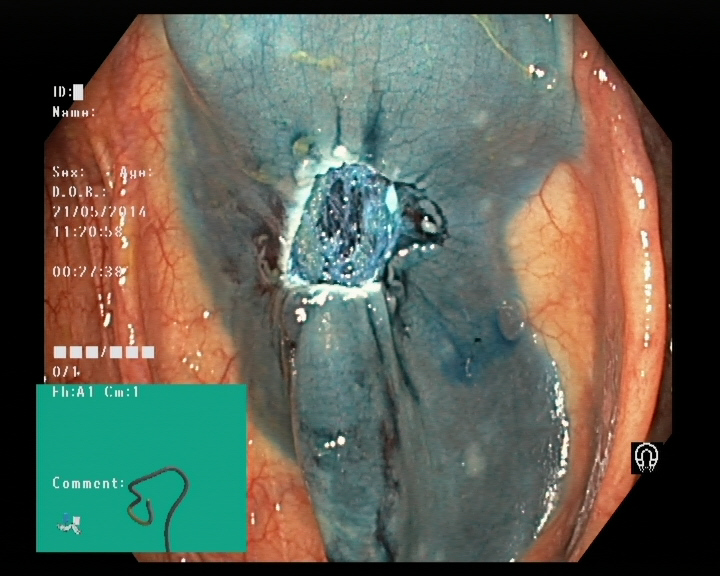 ID:
Name:
Sex: Age:
D.O.B.:
21/05/2014
11:20:58
00:27:38
/
0/1
Eh:A1 Cm:1
Comment: